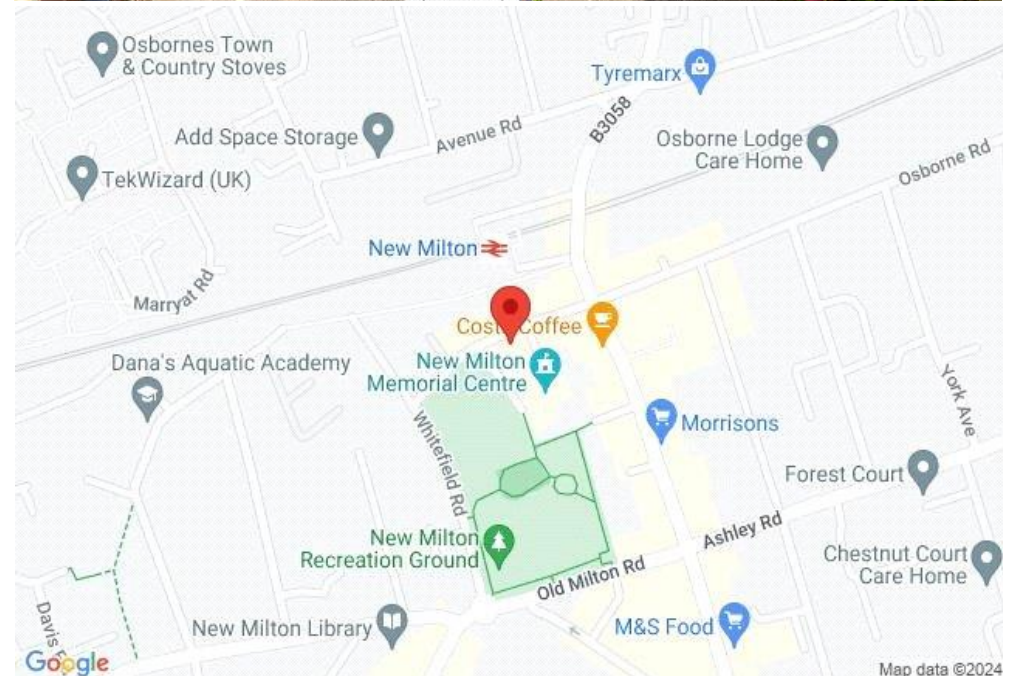 Osbornes Town
& Country Stoves
Tyremarx
B3058
Add Space Storage
Avenue Rd
Osborne Lodge
Care Home
Osborne Rd
TekWizard (UK)
New Milton
Marryat Rd
Costa Coffee
Dana's Aquatic Academy
New Milton
Memorial Centre
York Ave
Whitefield Rd
Morrisons
Forest Court
Ashley Rd
New Milton
Recreation Ground
Chestnut Court
Care Home
Old Milton Rd
Davis
New Milton Library
M&S Food
Google
Map data ©2024